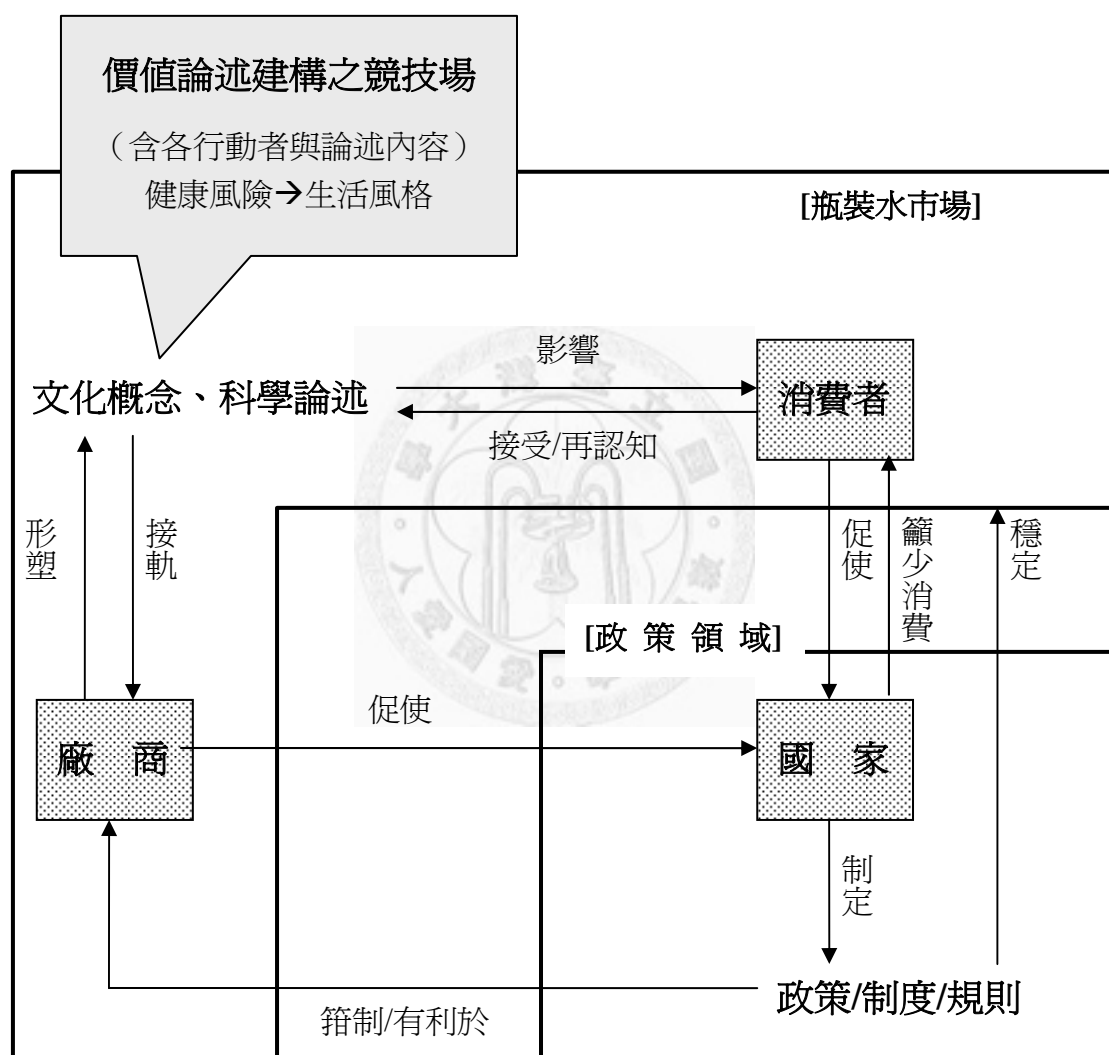 價值論述建構之競技場
（含各行動者與論述內容）
健康風險→生活風格
[瓶裝水市場]
影響
文化概念、科學論述
消費者
接受/再認知
形塑
接軌
促使
籲少消費
穩定
[政 策 領 域]
促使
廠 商
國 家
制定
政策/制度/規則
箝制/有利於